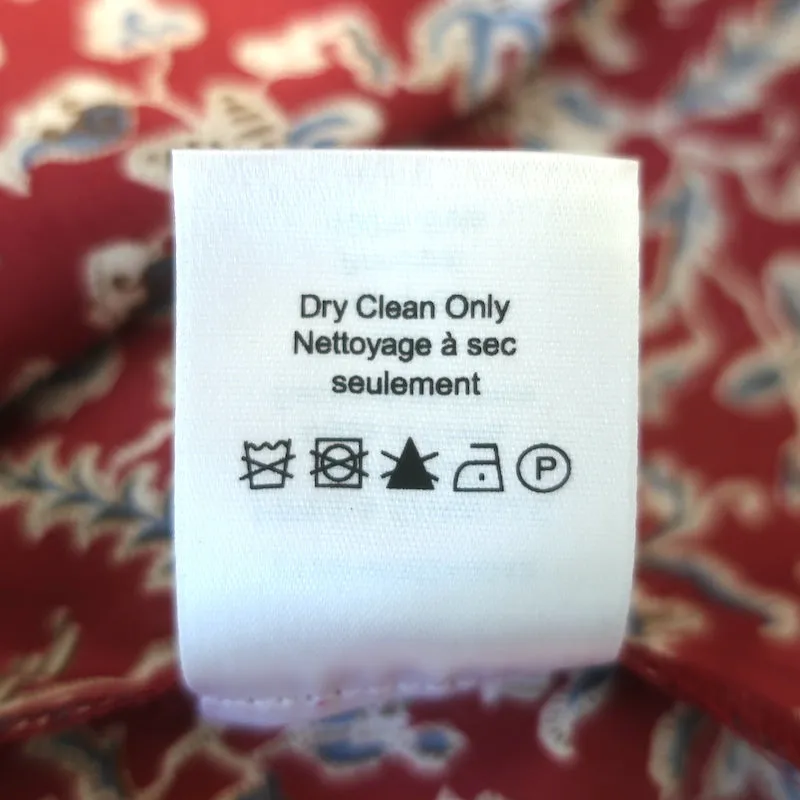 Dry Clean Only
Nettoyage à sec
seulement
P